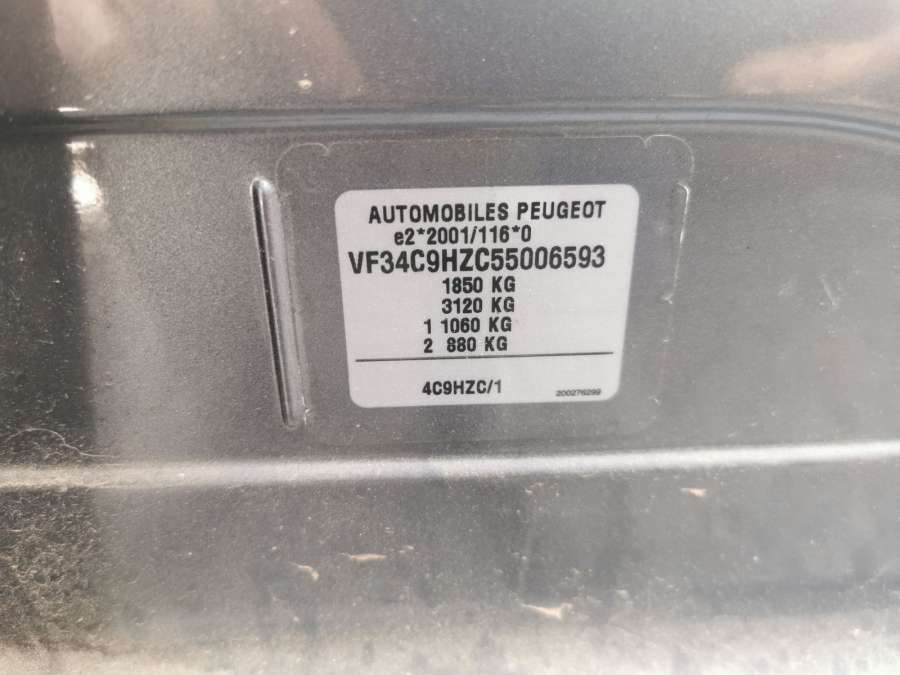 AUTOMOBILES PEUGEOT
e2*2001/116*0
VF34C9HZC55006593
1850 KG
3120 KG
1 1060 KG
2 880 KG
4C9HZC/1
200276299